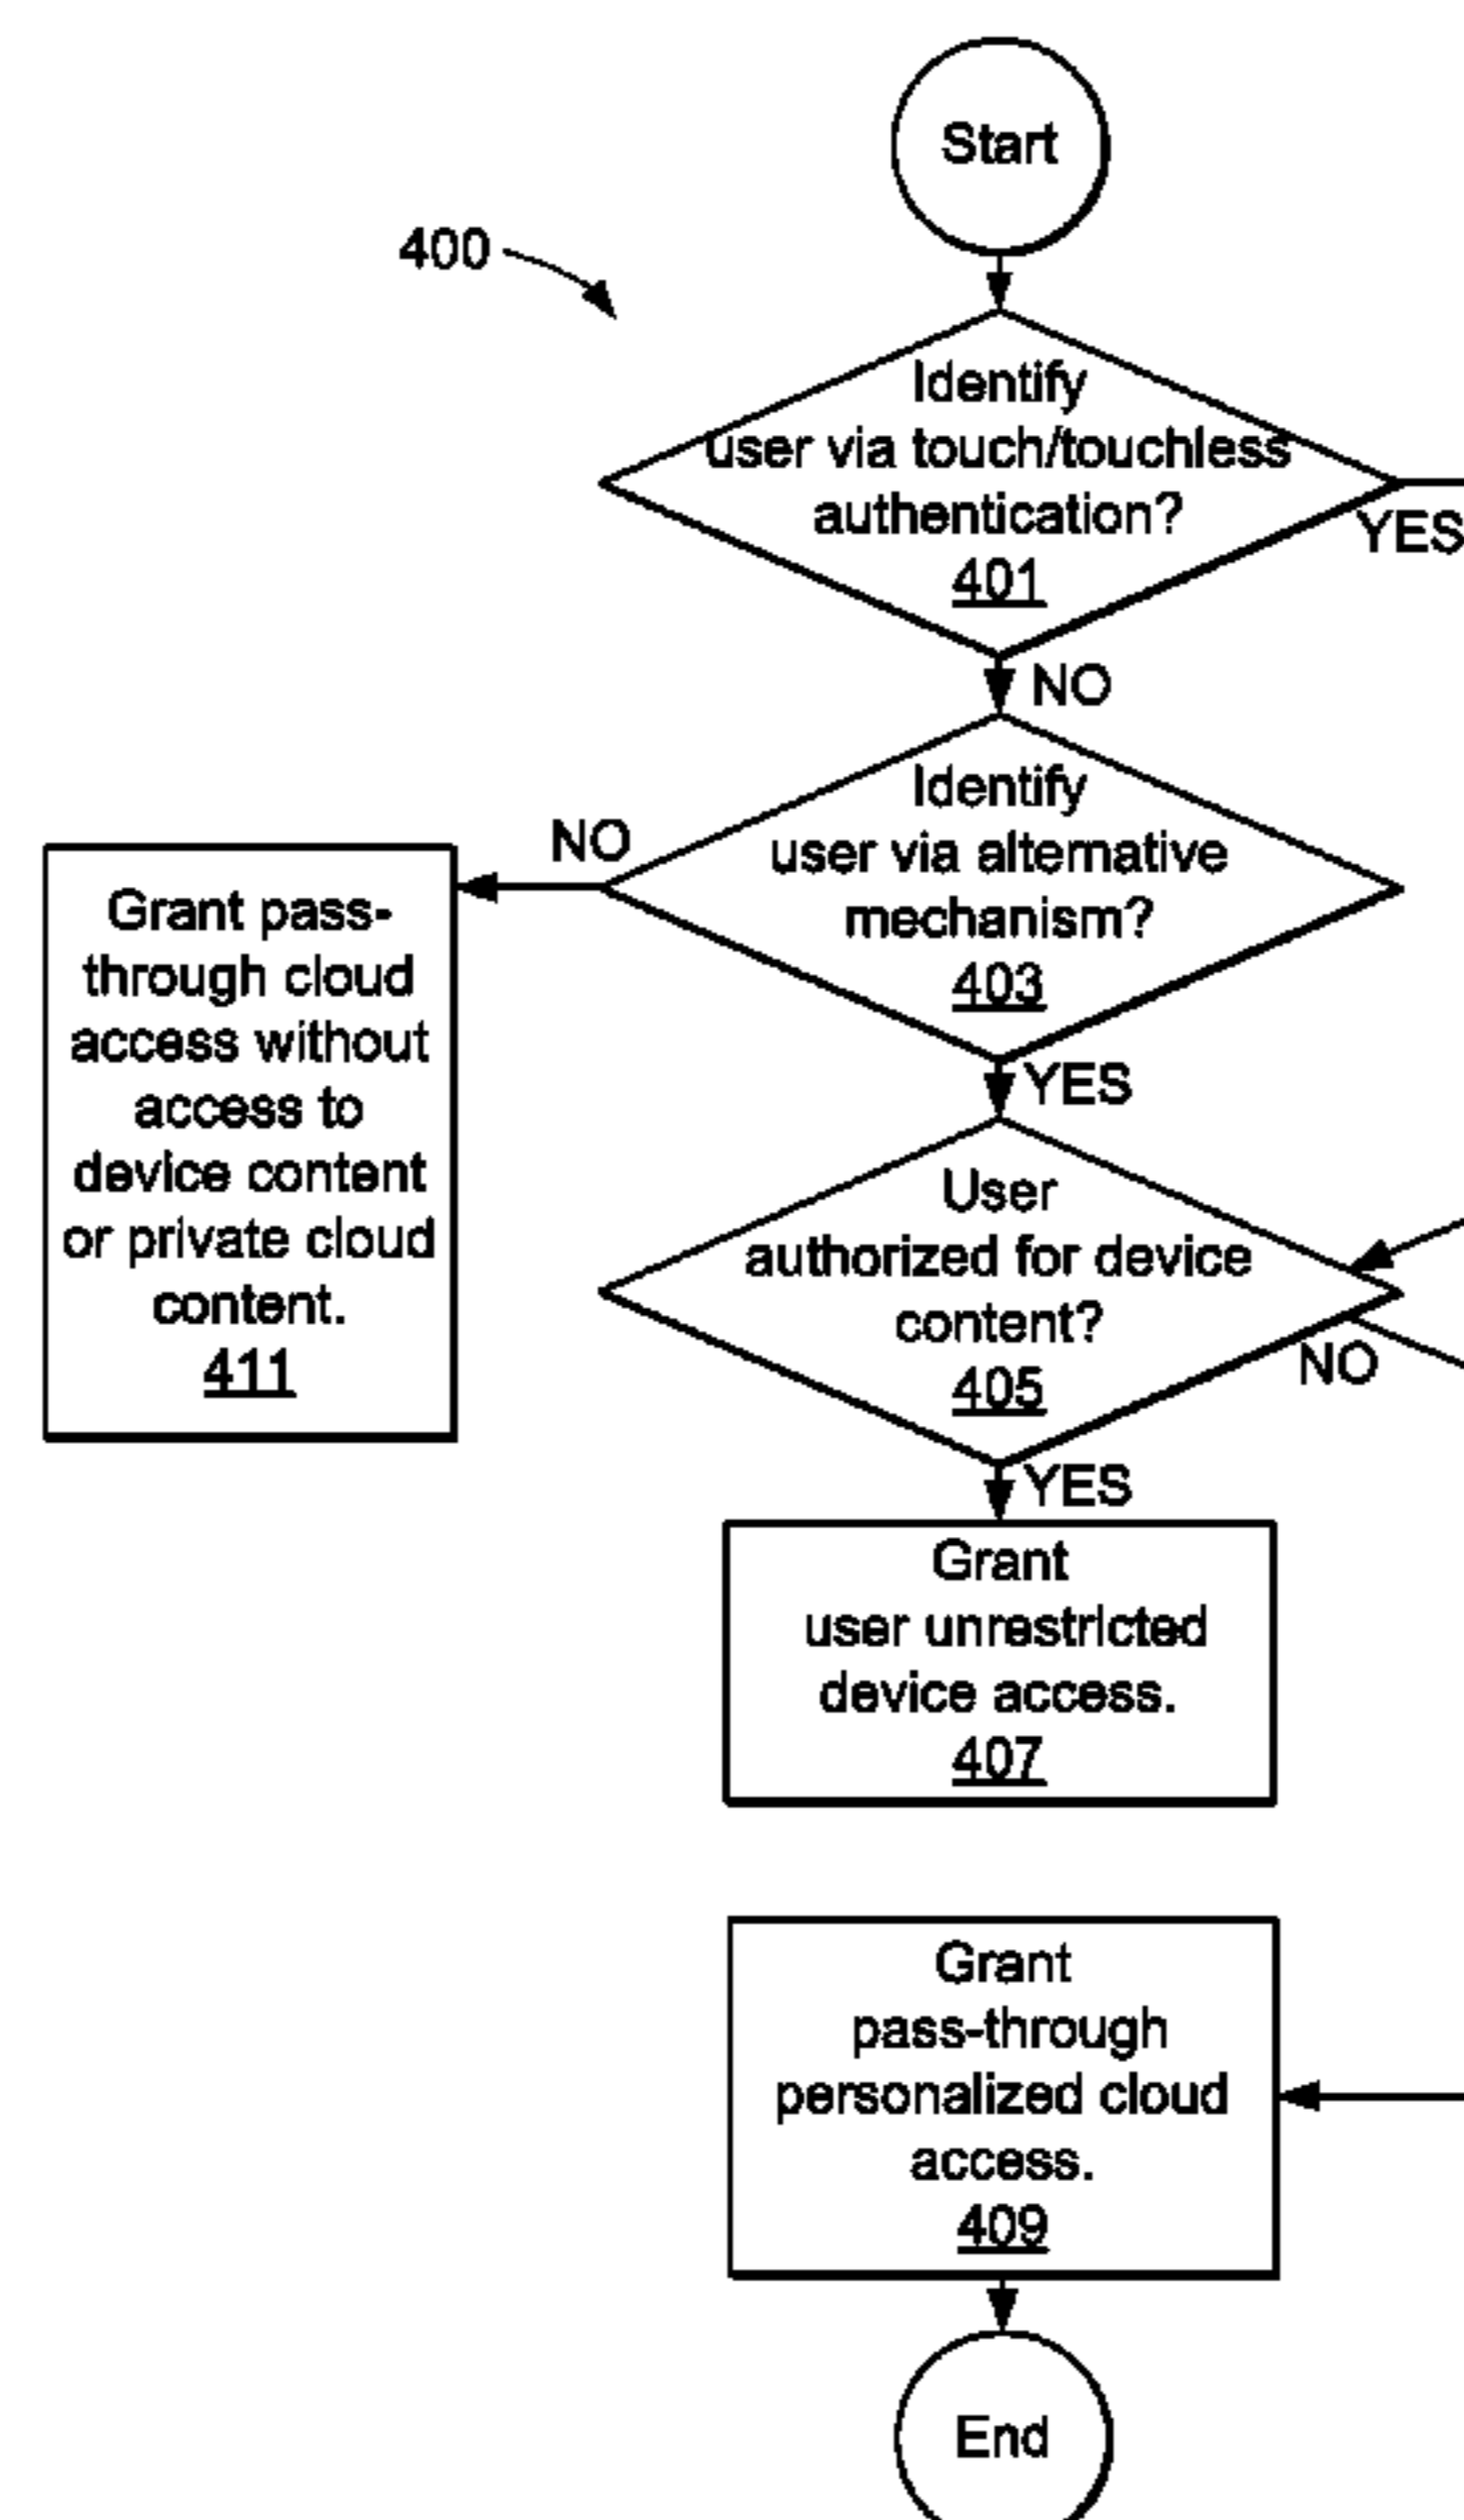 Start
400
Identify
user via touch/touchless
authentication?
401
YES
NO
Identify
user via alternative
mechanism?
403
NO
Grant pass-
through cloud
access without
access to
device content
or private cloud
content.
411
YES
User
authorized for device
content?
405
NO
YES
Grant
user unrestricted
device access.
407
Grant
pass-through
personalized cloud
access.
409
End